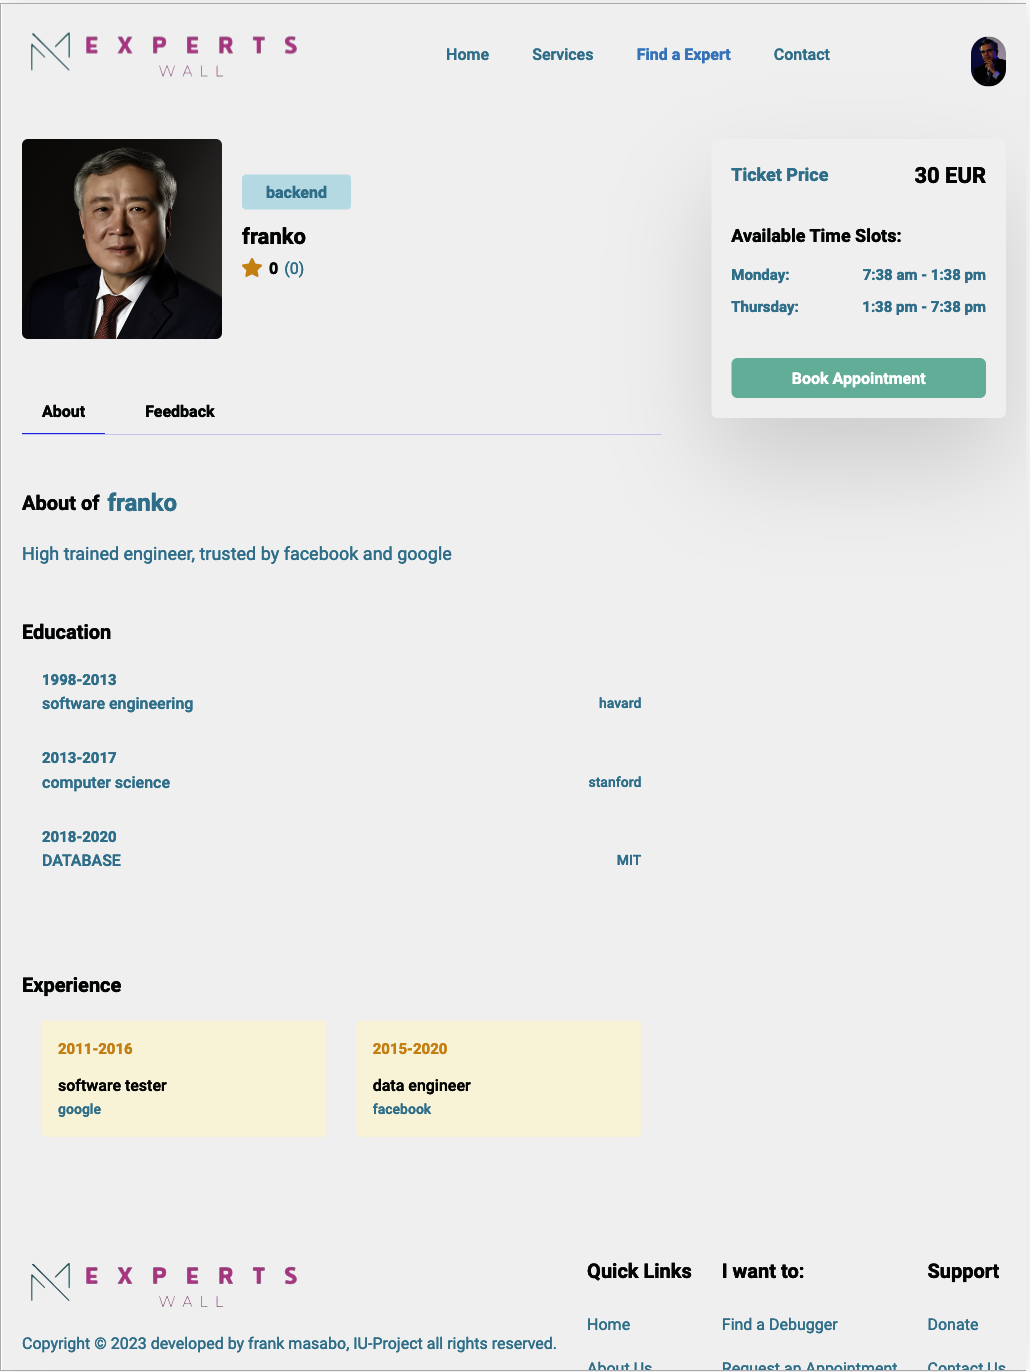 EXPERTS
WALL
Home Services Find a Expert Contact
backend
franko
0 (0)
Ticket Price 30 EUR
Available Time Slots:
Monday: 7:38 am - 1:38 pm
Thursday: 1:38 pm - 7:38 pm
Book Appointment
About Feedback
About of franko
High trained engineer, trusted by facebook and google
Education
1998-2013
software engineering havard
2013-2017
computer science stanford
2018-2020
DATABASE MIT
Experience
2011-2016
software tester
google
2015-2020
data engineer
facebook
EXPERTS
WALL
Copyright © 2023 developed by frank masabo, IU-Project all rights reserved.
Quick Links
Home
About Us
I want to:
Find a Debugger
Request an Appointment
Support
Donate
Contact Us